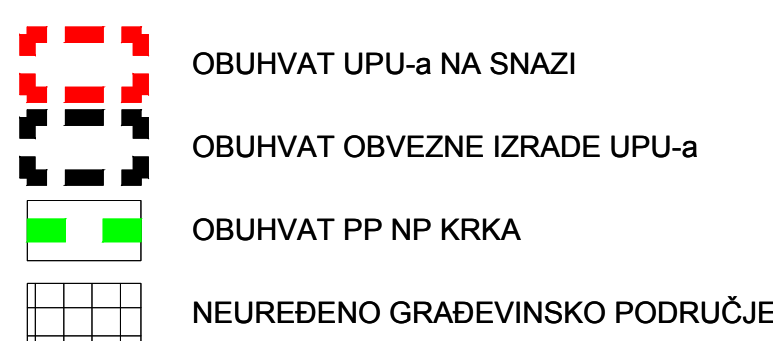 OBUHVAT UPU-a NA SNAZI
OBUHVAT OBVEZNE IZRADE UPU-a
OBUHVAT PP NP KRKA
NEUREĐENO GRAĐEVINSKO PODRUČJE